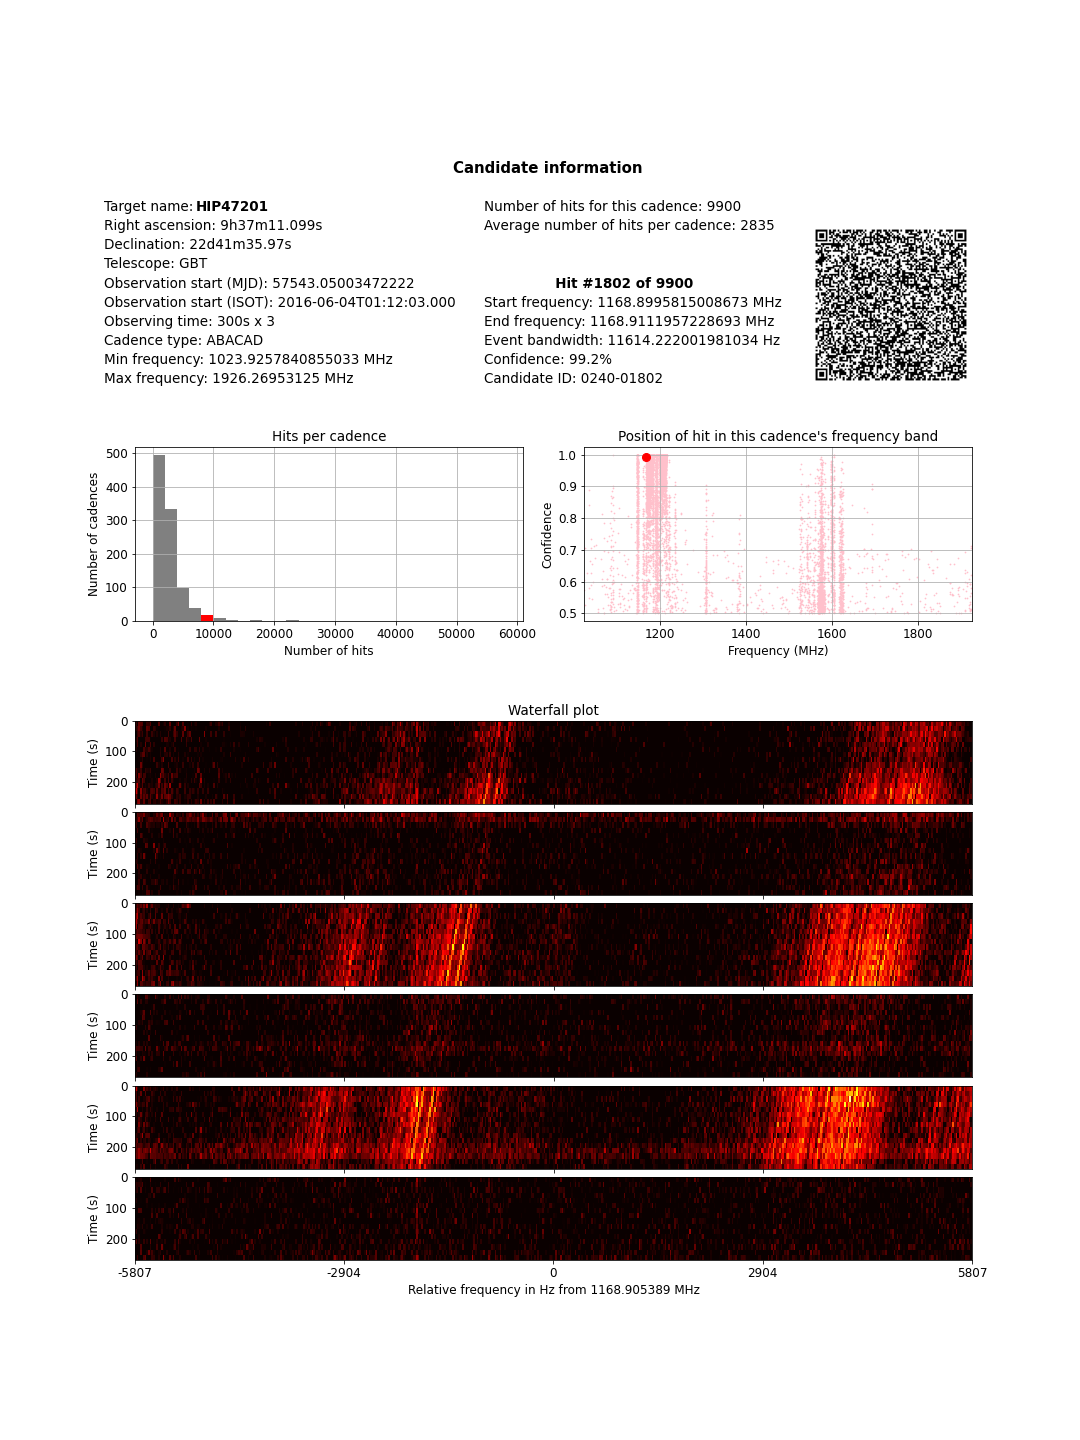 Candidate information
Target name: HIP47201
Right ascension: 9h37m11.099s
Declination: 22d41m35.97s
Telescope: GBT
Observation start (MJD): 57543.05003472222
Observation start (ISOT): 2016-06-04T01:12:03.000
Observing time: 300s x 3
Cadence type: ABACAD
Min frequency: 1023.9257840855033 MHz
Max frequency: 1926.26953125 MHz
Number of hits for this cadence: 9900
Average number of hits per cadence: 2835
Hit #1802 of 9900
Start frequency: 1168.8995815008673 MHz
End frequency: 1168.9111957228693 MHz
Event bandwidth: 11614.222001981034 Hz
Confidence: 99.2%
Candidate ID: 0240-01802
Hits per cadence
Number of cadences
500
400
300
200
100
0
0 10000 20000 30000 40000 50000 60000
Number of hits
Position of hit in this cadence's frequency band
Confidence
1.0
0.9
0.8
0.7
0.6
0.5
1200 1400 1600 1800
Frequency (MHz)
Waterfall plot
Time (s)
0
100
200
Time (s)
0
100
200
Time (s)
0
100
200
Time (s)
0
100
200
Time (s)
0
100
200
Time (s)
0
100
200
-5807 -2904 0 2904 5807
Relative frequency in Hz from 1168.905389 MHz